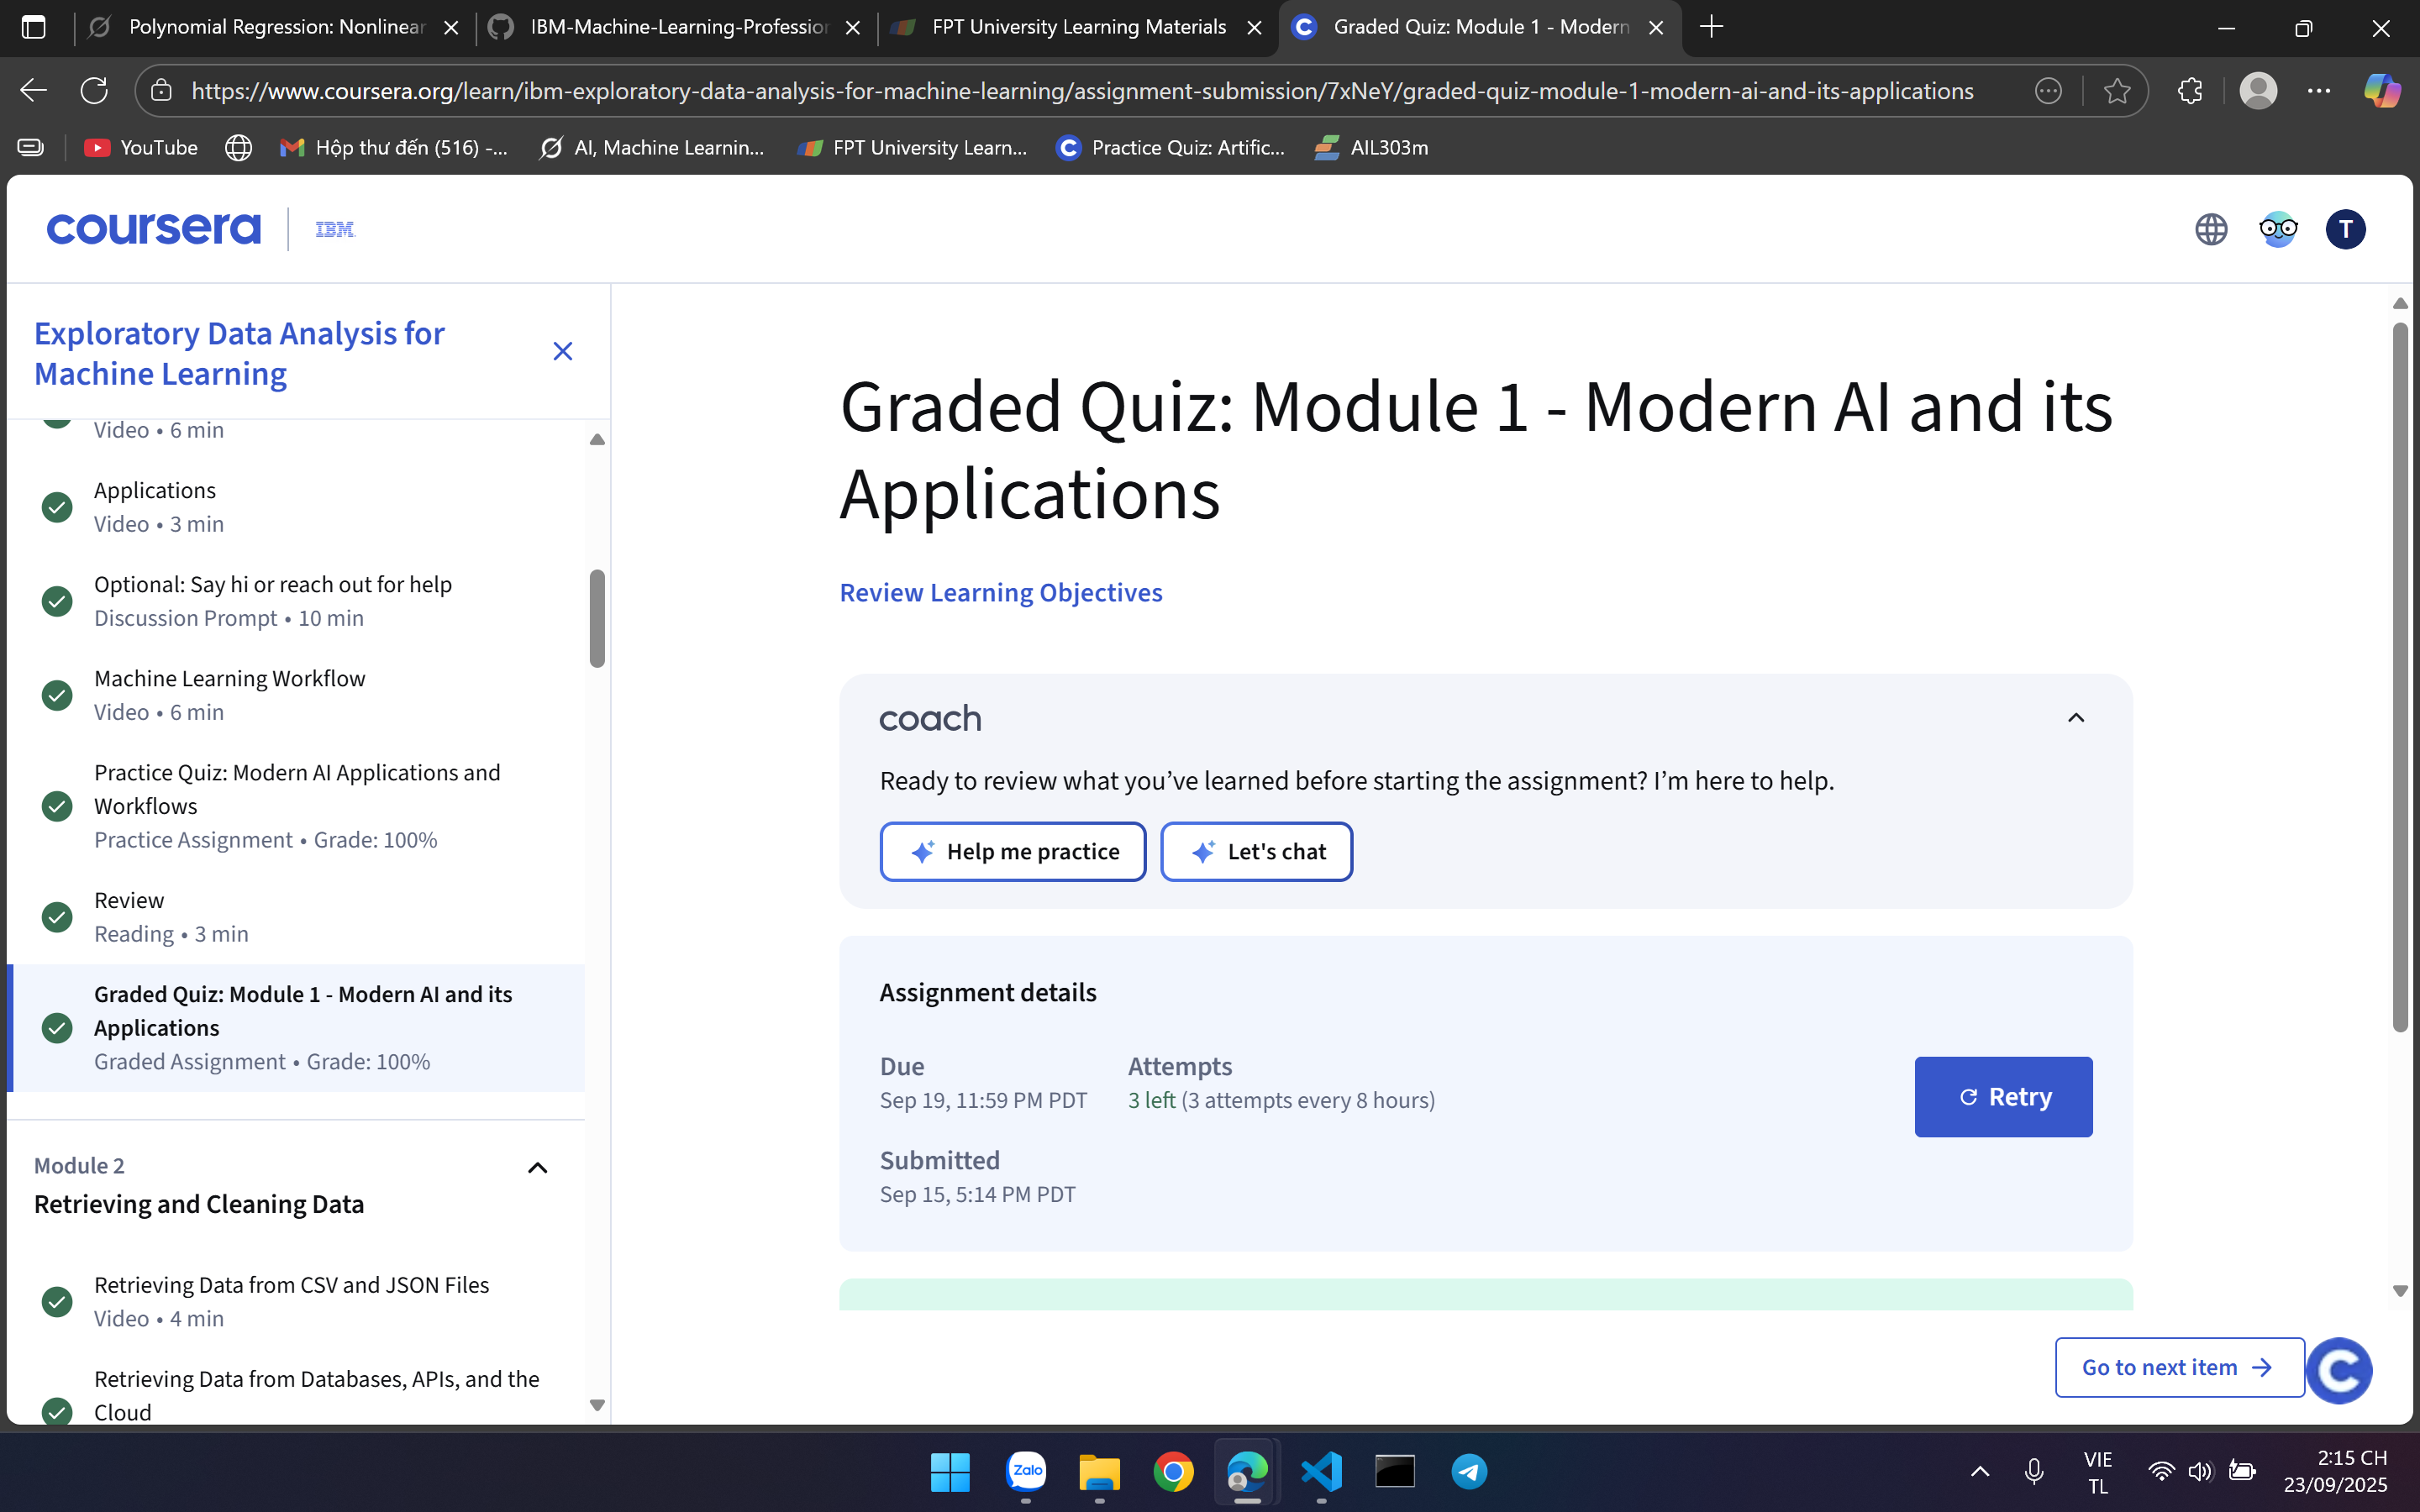 Polynomial Regression: Nonlinear
IBM-Machine-Learning-Profession
FPT University Learning Materials
Graded Quiz: Module 1 - Modern
https://www.coursera.org/learn/ibm-exploratory-data-analysis-for-machine-learning/assignment-submission/7xNeY/graded-quiz-module-1-modern-ai-and-its-applications
YouTube
Hộp thư đến (516) -...
AI, Machine Learnin...
FPT University Learn...
Practice Quiz: Artific...
AIL303m
coursera
IBM
T
Exploratory Data Analysis for
Machine Learning
Video • 6 min
Applications
Video • 3 min
Optional: Say hi or reach out for help
Discussion Prompt • 10 min
Machine Learning Workflow
Video • 6 min
Practice Quiz: Modern AI Applications and
Workflows
Practice Assignment • Grade: 100%
Review
Reading • 3 min
Graded Quiz: Module 1 - Modern AI and its
Applications
Graded Assignment • Grade: 100%
Module 2
Retrieving and Cleaning Data
Retrieving Data from CSV and JSON Files
Video • 4 min
Retrieving Data from Databases, APIs, and the
Cloud
Graded Quiz: Module 1 - Modern AI and its
Applications
Review Learning Objectives
coach
Ready to review what you’ve learned before starting the assignment? I’m here to help.
Help me practice
Let's chat
Assignment details
Due
Sep 19, 11:59 PM PDT
Attempts
3 left (3 attempts every 8 hours)
Retry
Submitted
Sep 15, 5:14 PM PDT
Go to next item
Zalo
VIE
TL
2:15 CH
23/09/2025